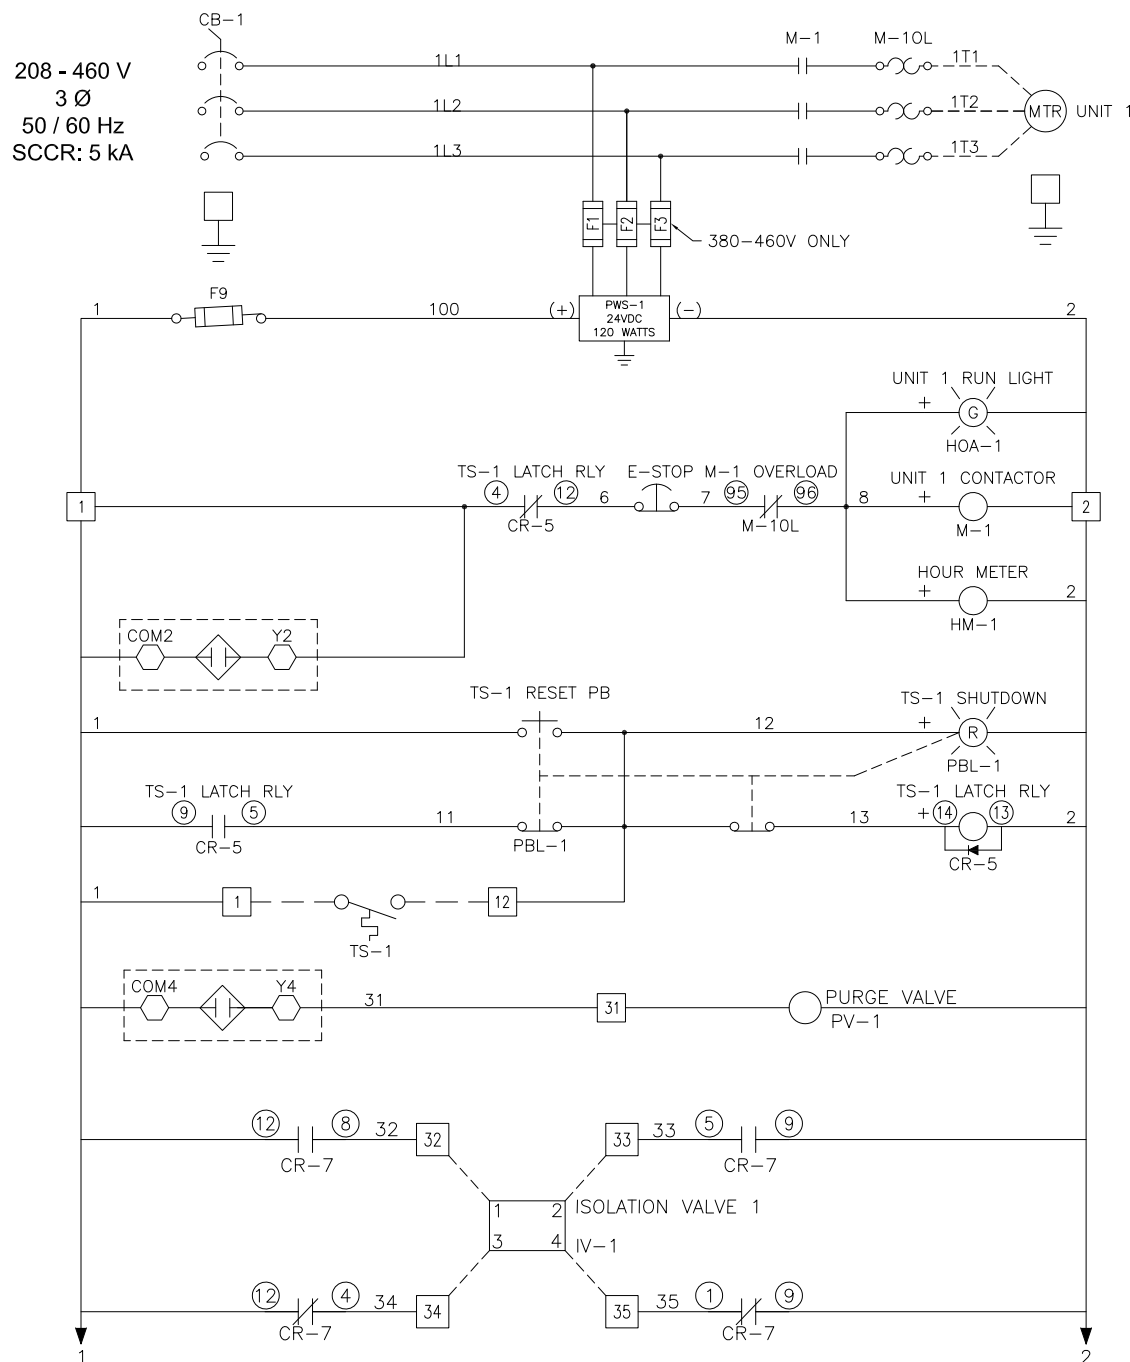 CB-1
M-1 M-1OL
208 - 460 V
3 Ø
50 / 60 Hz
SCCR: 5 kA
1L1 1T1
1L2 1T2
MTR UNIT 1
1L3 1T3
F1 F2 F3
380-460V ONLY
F9
1 100 (+) PWS-1 (-) 2
24VDC
120 WATTS
UNIT 1 RUN LIGHT
+ G
HOA-1
TS-1 LATCH RLY E-STOP M-1 OVERLOAD UNIT 1 CONTACTOR
4 12 6 7 95 96 8 +
1 2
CR-5 M-1OL M-1
HOUR METER
+ 2
HM-1
COM2 Y2
TS-1 RESET PB TS-1 SHUTDOWN
1 12 + R
PBL-1
TS-1 LATCH RLY TS-1 LATCH RLY
9 5 11 13 + 14 13 2
CR-5 PBL-1 CR-5
1 1 12
TS-1
COM4 Y4 PURGE VALVE
31 31
PV-1
12 8 32 32 33 33 5 9
CR-7 CR-7
1 2 ISOLATION VALVE 1
3 4 IV-1
12 4 34 34 35 35 1 9
CR-7 CR-7
1 2